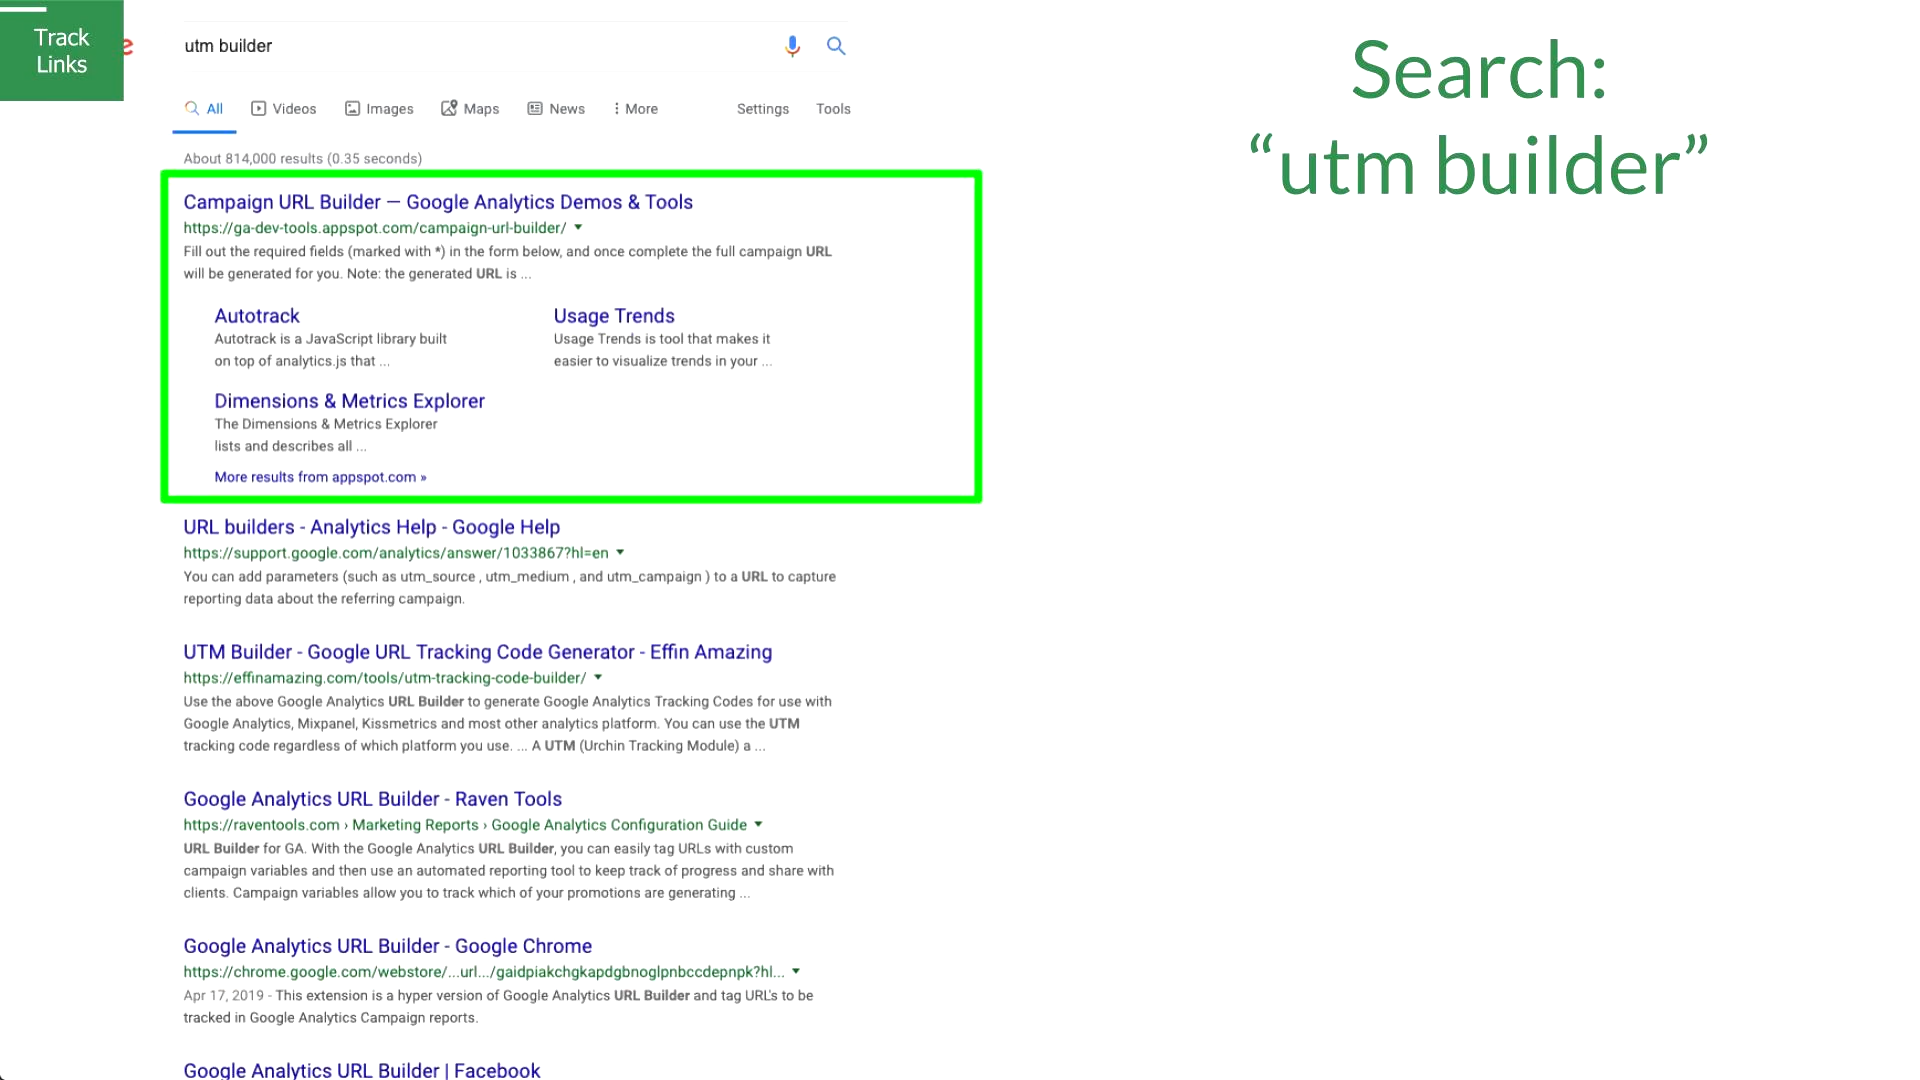 Track
Links
e
utm builder
Search:
“utm builder”
All Videos Images Maps News More Settings Tools
About 814,000 results (0.35 seconds)
Campaign URL Builder — Google Analytics Demos & Tools
https://ga-dev-tools.appspot.com/campaign-url-builder/
Fill out the required fields (marked with *) in the form below, and once complete the full campaign URL
will be generated for you. Note: the generated URL is ...
Autotrack
Autotrack is a JavaScript library built
on top of analytics.js that ...
Usage Trends
Usage Trends is tool that makes it
easier to visualize trends in your ...
Dimensions & Metrics Explorer
The Dimensions & Metrics Explorer
lists and describes all ...
More results from appspot.com »
URL builders - Analytics Help - Google Help
https://support.google.com/analytics/answer/1033867?hl=en
You can add parameters (such as utm_source , utm_medium , and utm_campaign ) to a URL to capture
reporting data about the referring campaign.
UTM Builder - Google URL Tracking Code Generator - Effin Amazing
https://effinamazing.com/tools/utm-tracking-code-builder/
Use the above Google Analytics URL Builder to generate Google Analytics Tracking Codes for use with
Google Analytics, Mixpanel, Kissmetrics and most other analytics platform. You can use the UTM
tracking code regardless of which platform you use. ... A UTM (Urchin Tracking Module) a ...
Google Analytics URL Builder - Raven Tools
https://raventools.com › Marketing Reports › Google Analytics Configuration Guide
URL Builder for GA. With the Google Analytics URL Builder, you can easily tag URLs with custom
campaign variables and then use an automated reporting tool to keep track of progress and share with
clients. Campaign variables allow you to track which of your promotions are generating ...
Google Analytics URL Builder - Google Chrome
https://chrome.google.com/webstore/...url.../gaidpiakchgkapdgbnoglpnbccdepnpk?hl...
Apr 17, 2019 - This extension is a hyper version of Google Analytics URL Builder and tag URL's to be
tracked in Google Analytics Campaign reports.
Google Analytics URL Builder | Facebook